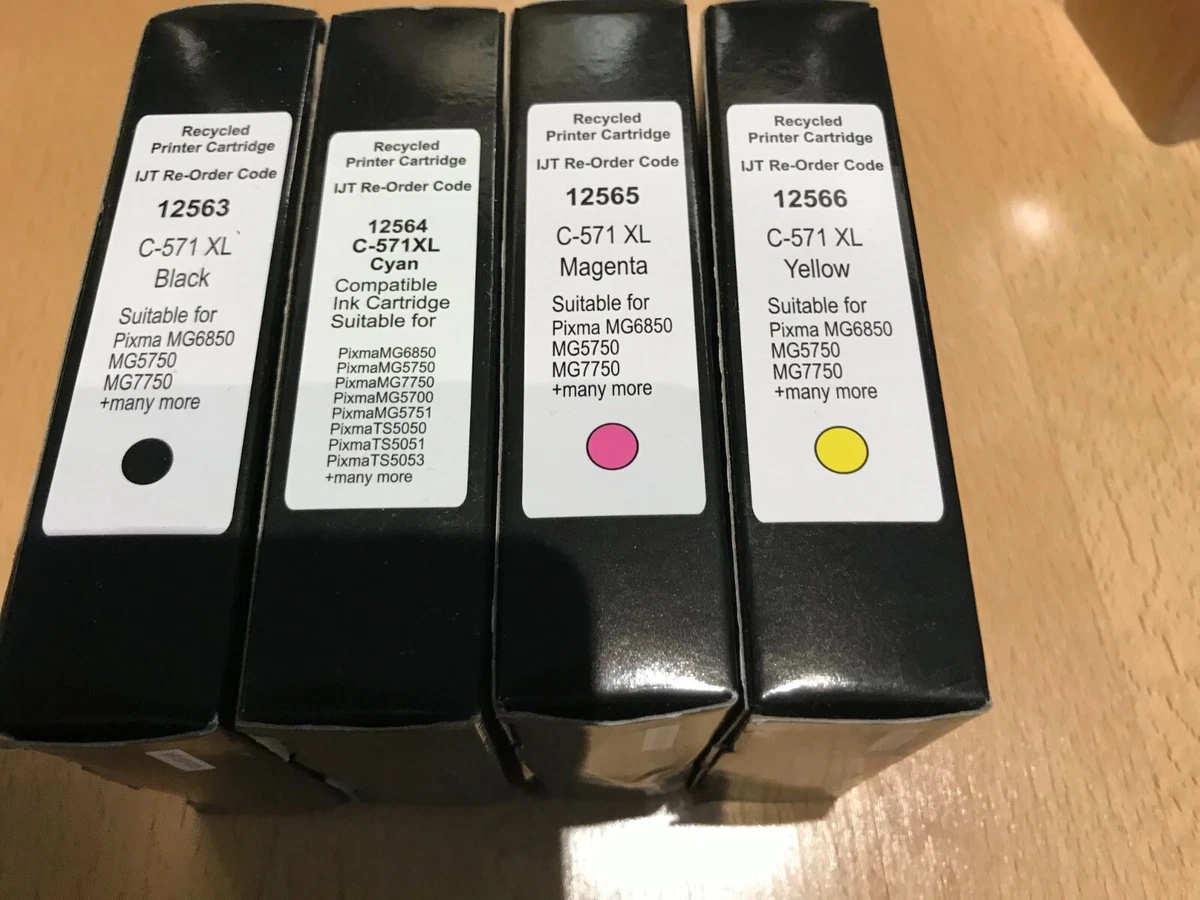 Recycled
Printer Cartridge
IJT Re-Order Code
12563
C-571 XL
Black
Suitable for
Pixma MG6850
MG5750
MG7750
+many more
Recycled
Printer Cartridge
IJT Re-Order Code
12564
C-571XL
Cyan
Compatible
Ink Cartridge
Suitable for
PixmaMG6850
PixmaMG5750
PixmaMG7750
PixmaMG5700
PixmaMG5751
PixmaTS5050
PixmaTS5051
PixmaTS5053
+many more
Recycled
Printer Cartridge
IJT Re-Order Code
12565
C-571 XL
Magenta
Suitable for
Pixma MG6850
MG5750
MG7750
+many more
Recycled
Printer Cartridge
IJT Re-Order Code
12566
C-571 XL
Yellow
Suitable for
Pixma MG6850
MG5750
MG7750
+many more